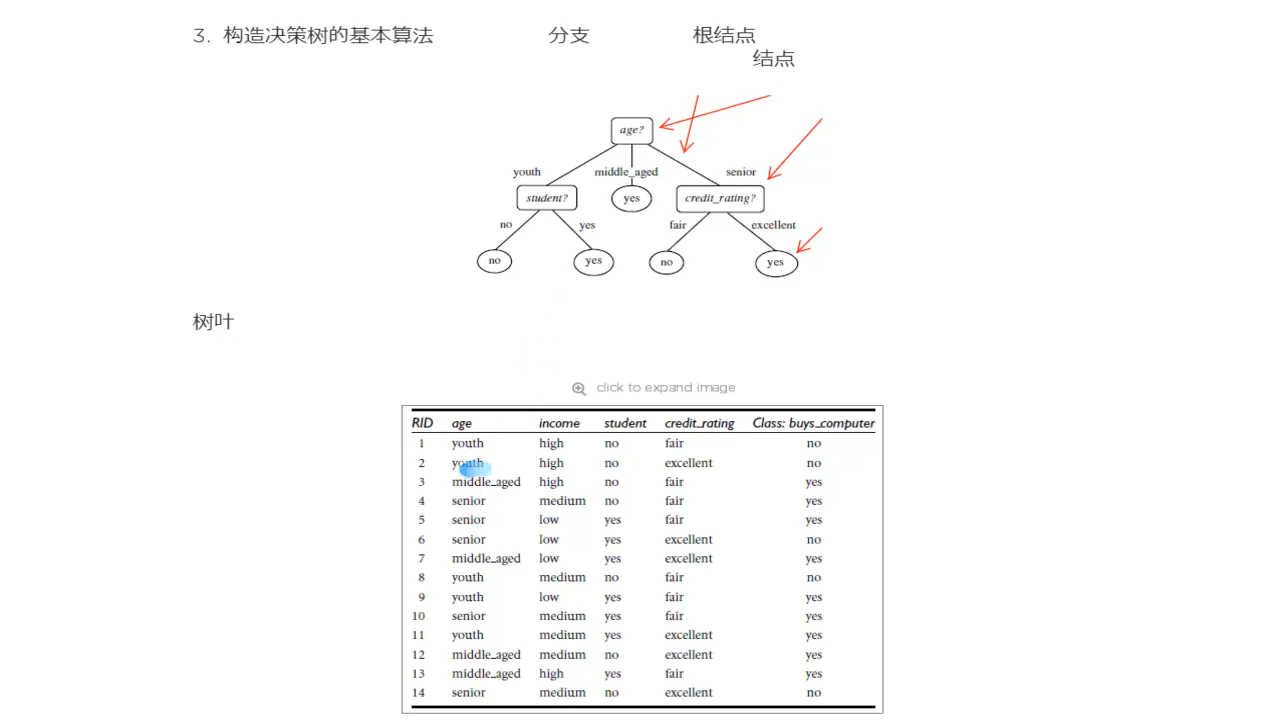 3. 构造决策树的基本算法 分支 根结点
结点
age?
youth middle_aged senior
student? yes credit_rating?
no yes fair excellent
no yes no yes
树叶
click to expand image
RID age income student credit_rating Class: buys_computer
1 youth high no fair no
2 youth high no excellent no
3 middle_aged high no fair yes
4 senior medium no fair yes
5 senior low yes fair yes
6 senior low yes excellent no
7 middle_aged low yes excellent yes
8 youth medium no fair no
9 youth low yes fair yes
10 senior medium yes fair yes
11 youth medium yes excellent yes
12 middle_aged medium no excellent yes
13 middle_aged high yes fair yes
14 senior medium no excellent no